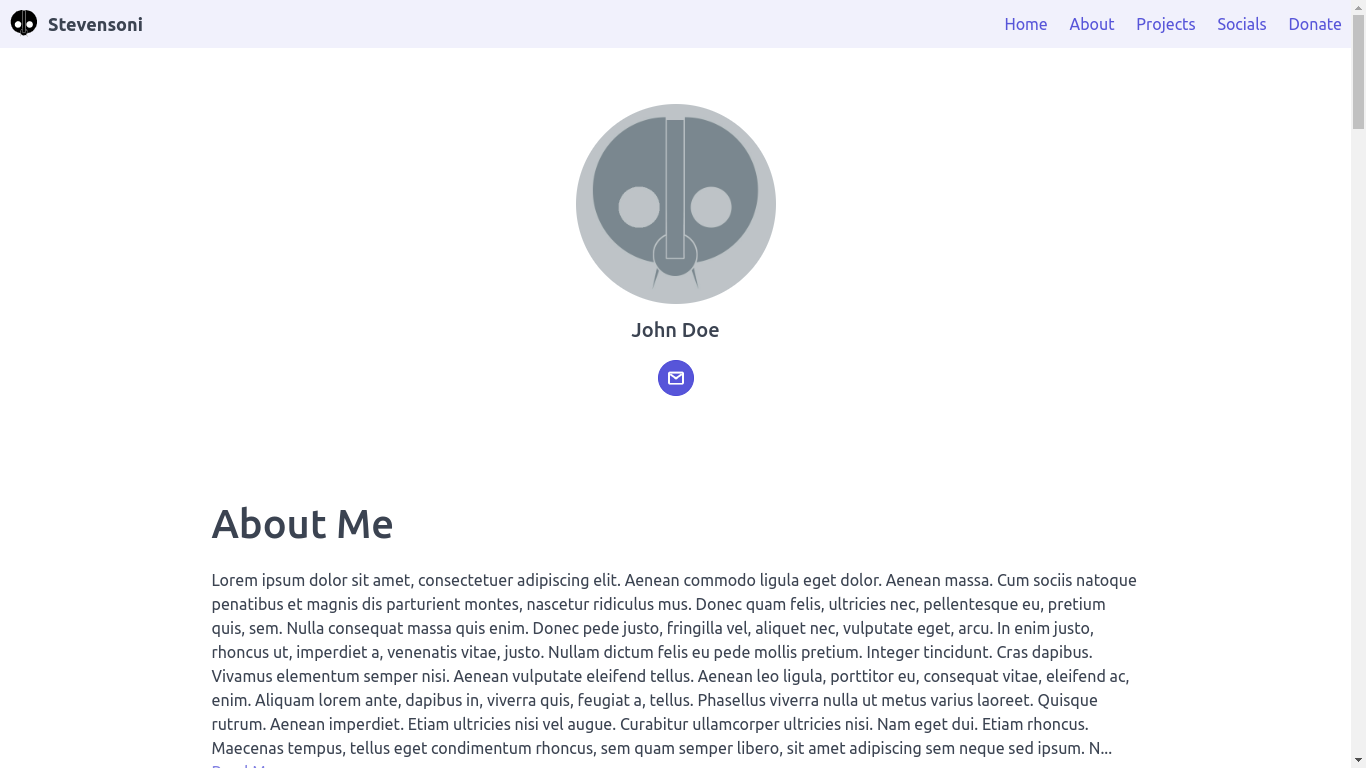 Stevensoni
Home About Projects Socials Donate
John Doe
About Me
Lorem ipsum dolor sit amet, consectetuer adipiscing elit. Aenean commodo ligula eget dolor. Aenean massa. Cum sociis natoque
penatibus et magnis dis parturient montes, nascetur ridiculus mus. Donec quam felis, ultricies nec, pellentesque eu, pretium
quis, sem. Nulla consequat massa quis enim. Donec pede justo, fringilla vel, aliquet nec, vulputate eget, arcu. In enim justo,
rhoncus ut, imperdiet a, venenatis vitae, justo. Nullam dictum felis eu pede mollis pretium. Integer tincidunt. Cras dapibus.
Vivamus elementum semper nisi. Aenean vulputate eleifend tellus. Aenean leo ligula, porttitor eu, consequat vitae, eleifend ac,
enim. Aliquam lorem ante, dapibus in, viverra quis, feugiat a, tellus. Phasellus viverra nulla ut metus varius laoreet. Quisque
rutrum. Aenean imperdiet. Etiam ultricies nisi vel augue. Curabitur ullamcorper ultricies nisi. Nam eget dui. Etiam rhoncus.
Maecenas tempus, tellus eget condimentum rhoncus, sem quam semper libero, sit amet adipiscing sem neque sed ipsum. N...